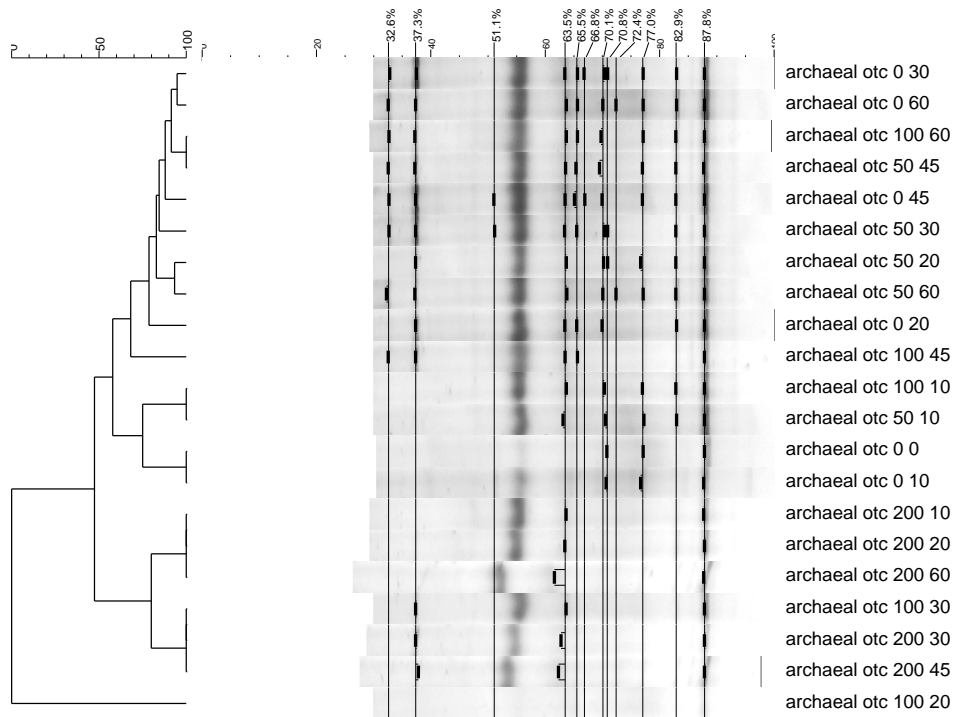 32.6%
37.3%
51.1%
63.5%
65.5%
66.8%
70.1%
70.8%
72.4%
77.0%
82.9%
87.8%
0
50
100
0
20
40
60
80
100
archaeal otc 0 30
archaeal otc 0 60
archaeal otc 100 60
archaeal otc 50 45
archaeal otc 0 45
archaeal otc 50 30
archaeal otc 50 20
archaeal otc 50 60
archaeal otc 0 20
archaeal otc 100 45
archaeal otc 100 10
archaeal otc 50 10
archaeal otc 0 0
archaeal otc 0 10
archaeal otc 200 10
archaeal otc 200 20
archaeal otc 200 60
archaeal otc 100 30
archaeal otc 200 30
archaeal otc 200 45
archaeal otc 100 20